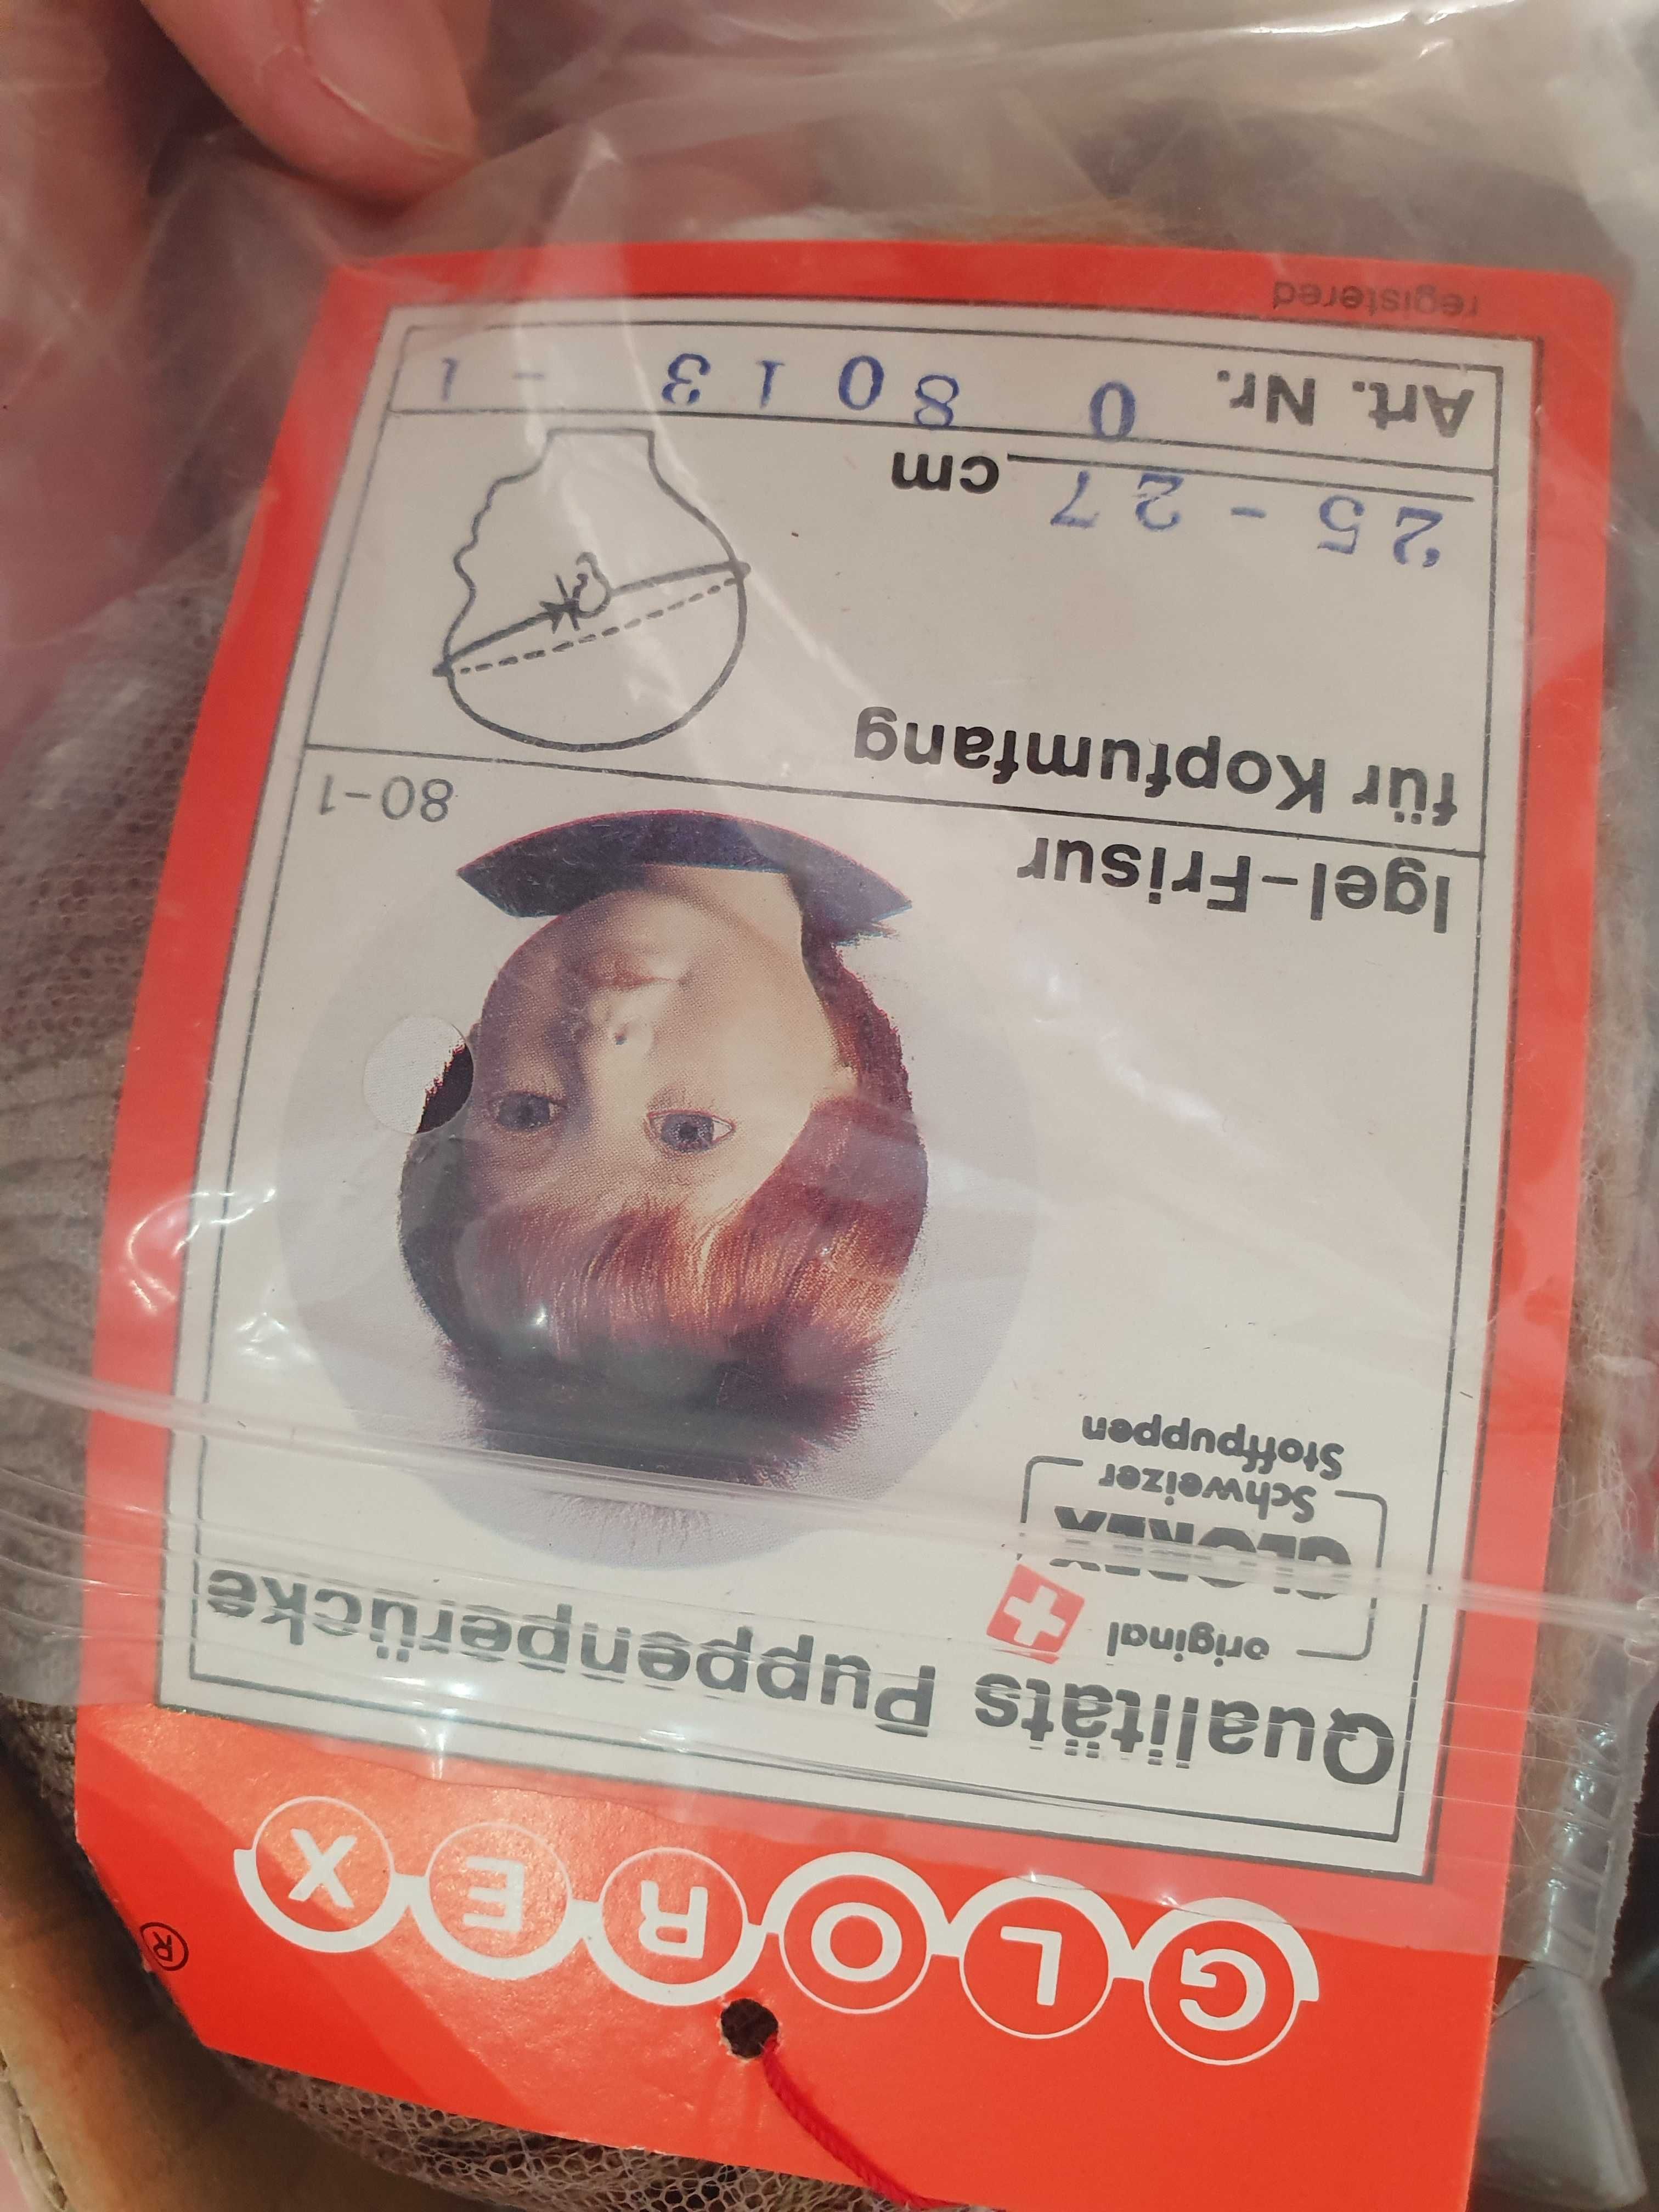 GLOREX
®
Qualitäts Puppenperücke
original
GLOREX
Schweizer
Stoffpuppen
Igel-Frisur
80-1
für Kopfumfang
25-27 cm
Art. Nr. 0 8013 - 1
registered